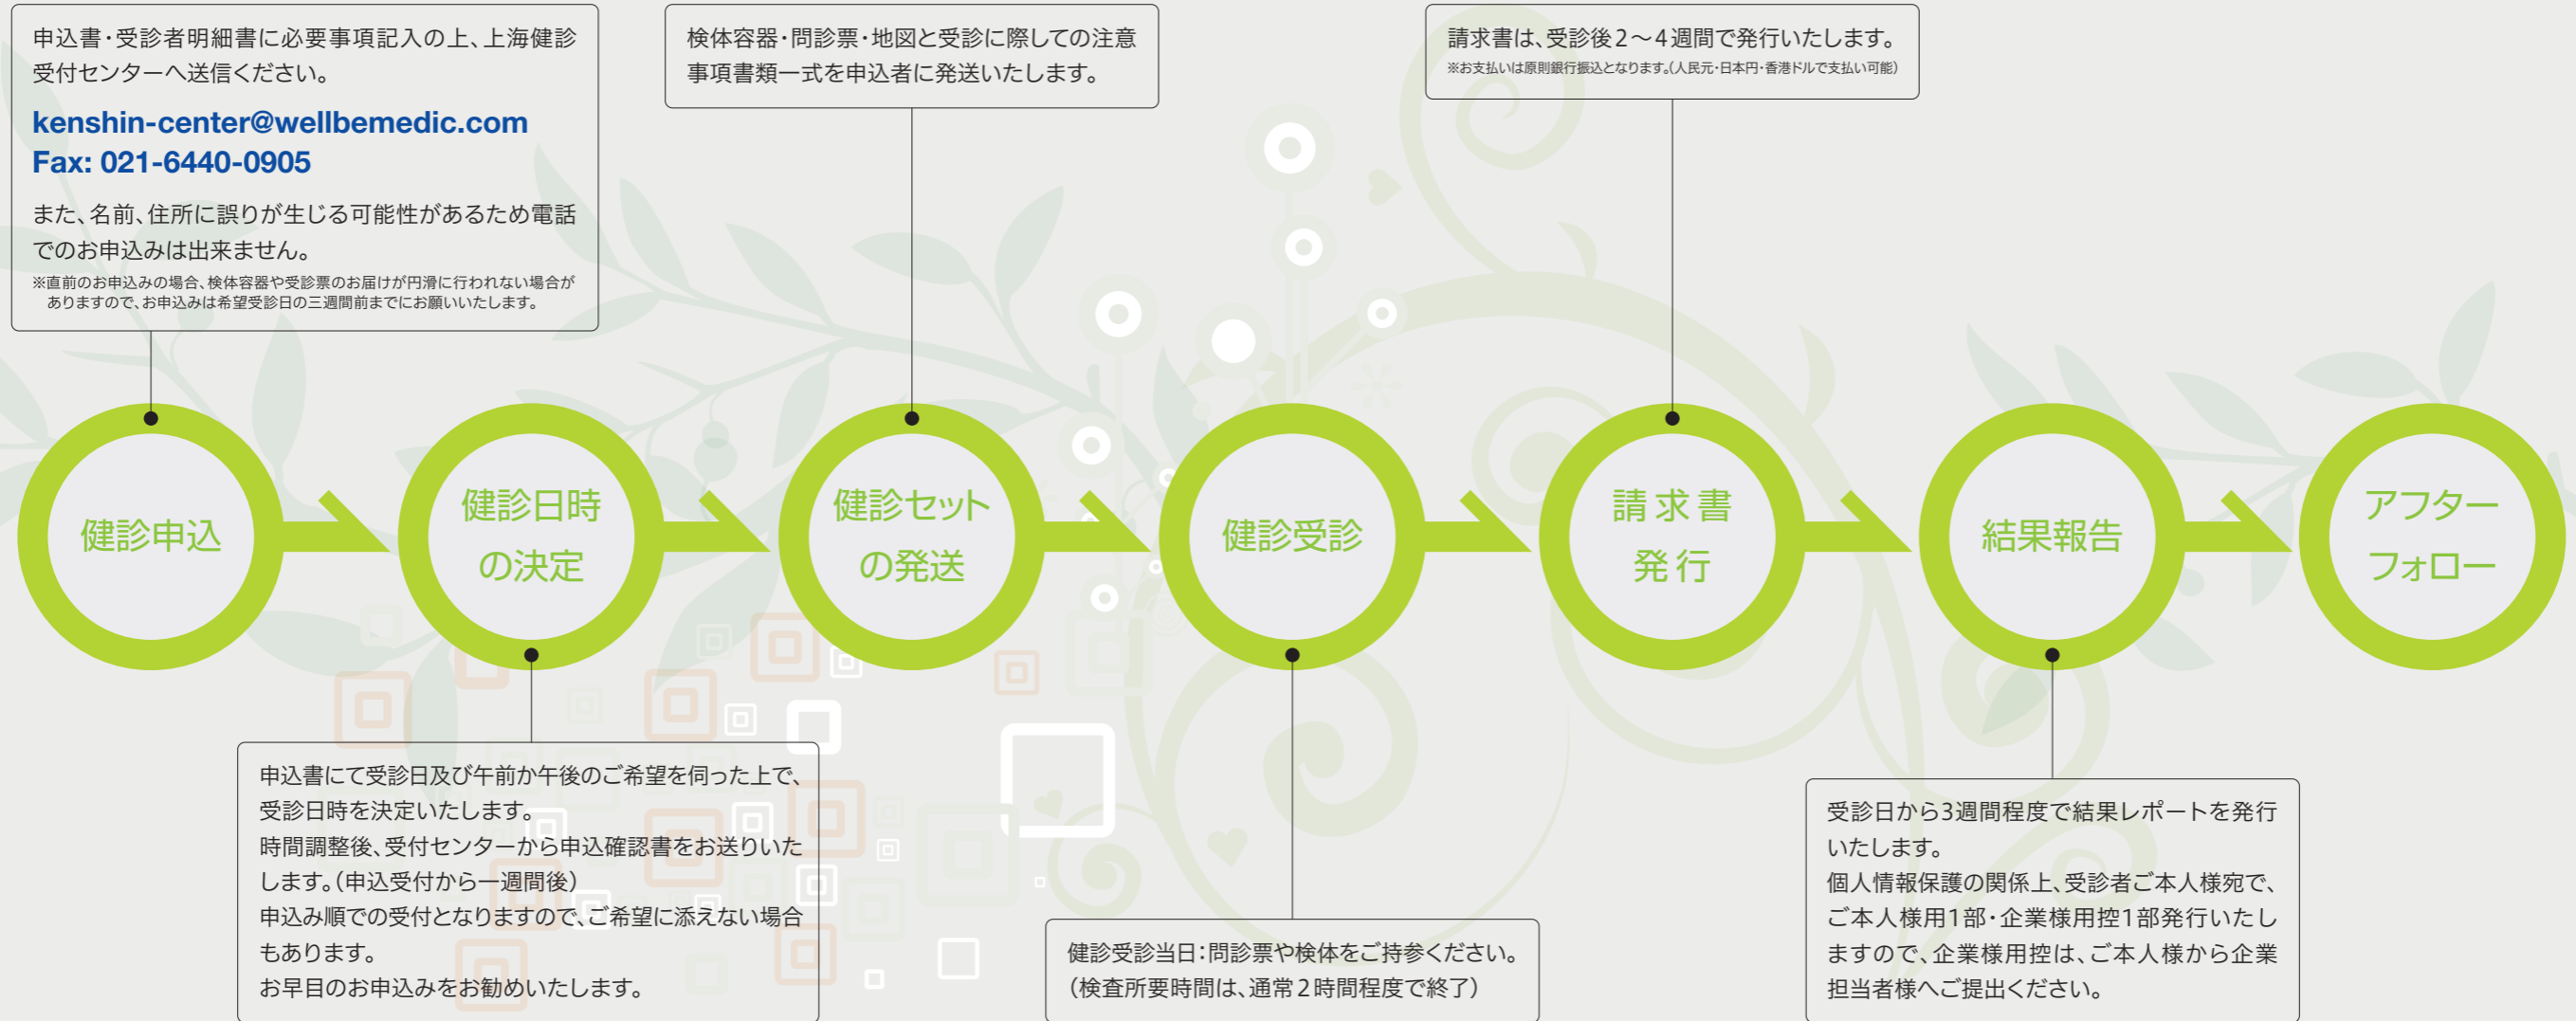 申込書・受診者明細書に必要事項記入の上、上海健診
受付センターへ送信ください。
kenshin-center@wellbemedic.com
Fax: 021-6440-0905
また、名前、住所に誤りが生じる可能性があるため電話
でのお申込みは出来ません。
※直前のお申込みの場合、検体容器や受診票のお届けが円滑に行われない場合が
ありますので、お申込みは希望受診日の三週間前までにお願いいたします。
検体容器・問診票・地図と受診に際しての注意
事項書類一式を申込者に発送いたします。
請求書は、受診後2～4週間で発行いたします。
※お支払いは原則銀行振込となります。(人民元・日本円・香港ドルで支払い可能)
健診申込
健診日時
の決定
健診セット
の発送
健診受診
請求書
発行
結果報告
アフター
フォロー
申込書にて受診日及び午前か午後のご希望を伺った上で、
受診日時を決定いたします。
時間調整後、受付センターから申込確認書をお送りいた
します。(申込受付から一週間後)
申込み順での受付となりますので、ご希望に添えない場合
もあります。
お早目のお申込みをお勧めいたします。
健診受診当日：問診票や検体をご持参ください。
(検査所要時間は、通常2時間程度で終了)
受診日から3週間程度で結果レポートを発行
いたします。
個人情報保護の関係上、受診者ご本人様宛で、
ご本人様用1部・企業様用控1部発行いたし
ますので、企業様用控は、ご本人様から企業
担当者様へご提出ください。